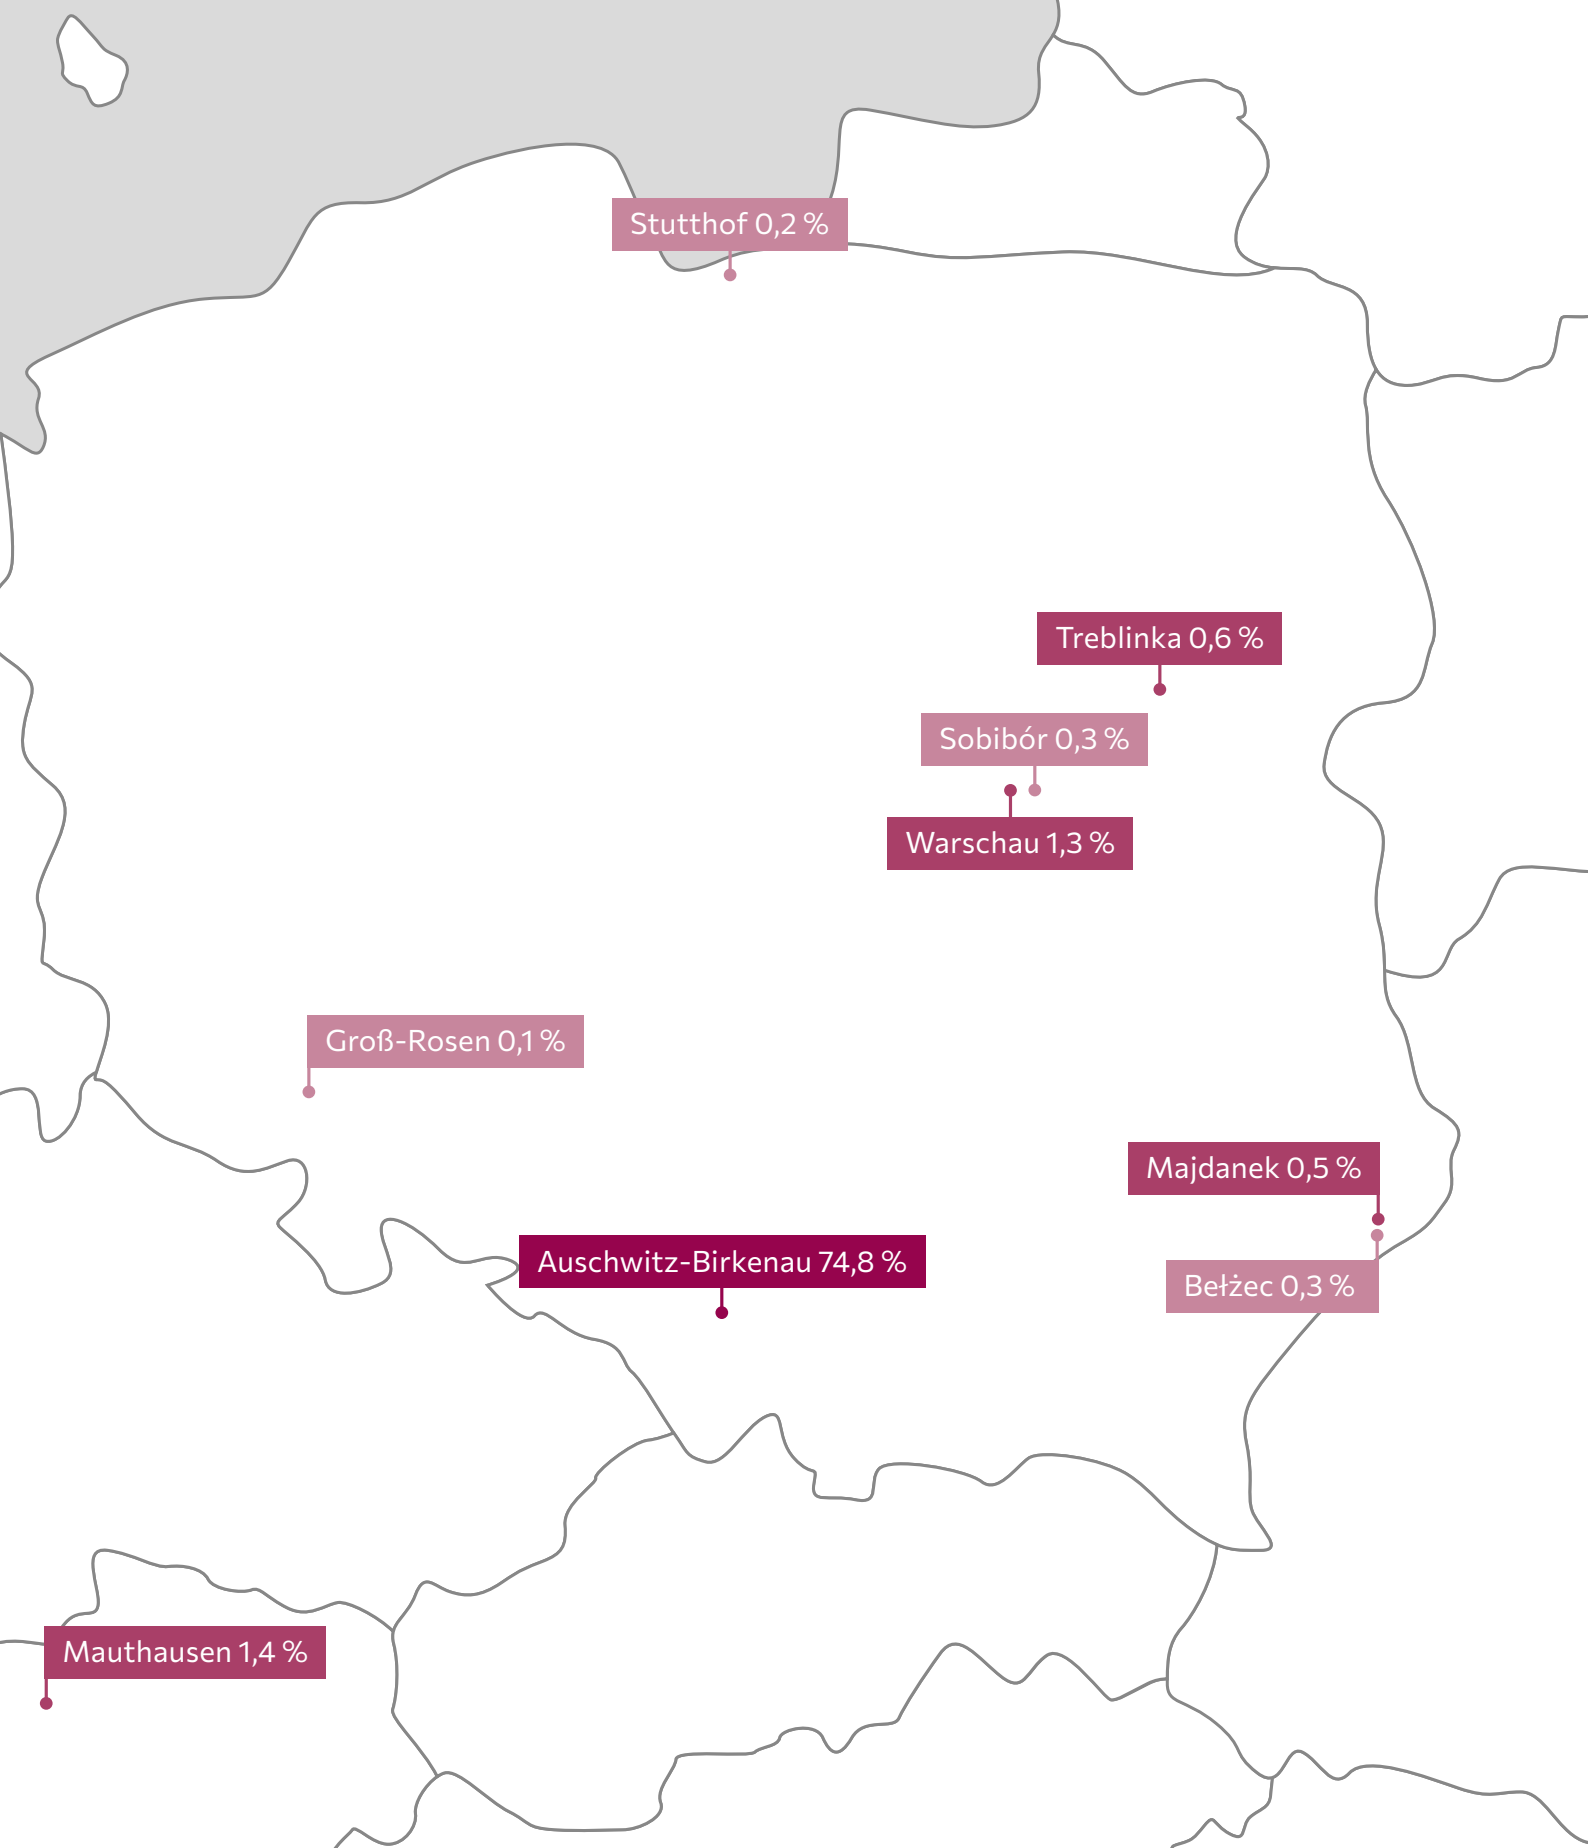 Stutthof 0,2 %
Treblinka 0,6 %
Sobibór 0,3 %
Warschau 1,3 %
Groß-Rosen 0,1 %
Majdanek 0,5 %
Auschwitz-Birkenau 74,8 %
Bełżec 0,3 %
Mauthausen 1,4 %